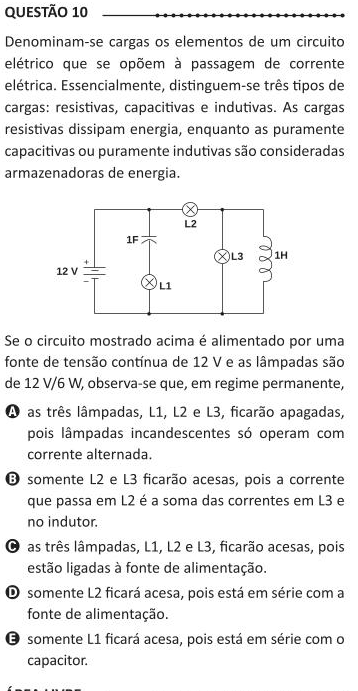 QUESTÃO 10
Denominam-se cargas os elementos de um circuito
elétrico que se opõem à passagem de corrente
elétrica. Essencialmente, distinguem-se três tipos de
cargas: resistivas, capacitivas e indutivas. As cargas
resistivas dissipam energia, enquanto as puramente
capacitivas ou puramente indutivas são consideradas
armazenadoras de energia.
L2
1F
L3
1H
+
12 V
−
L1
Se o circuito mostrado acima é alimentado por uma
fonte de tensão contínua de 12 V e as lâmpadas são
de 12 V/6 W, observa-se que, em regime permanente,
A as três lâmpadas, L1, L2 e L3, ficarão apagadas,
pois lâmpadas incandescentes só operam com
corrente alternada.
B somente L2 e L3 ficarão acesas, pois a corrente
que passa em L2 é a soma das correntes em L3 e
no indutor.
C as três lâmpadas, L1, L2 e L3, ficarão acesas, pois
estão ligadas à fonte de alimentação.
D somente L2 ficará acesa, pois está em série com a
fonte de alimentação.
E somente L1 ficará acesa, pois está em série com o
capacitor.